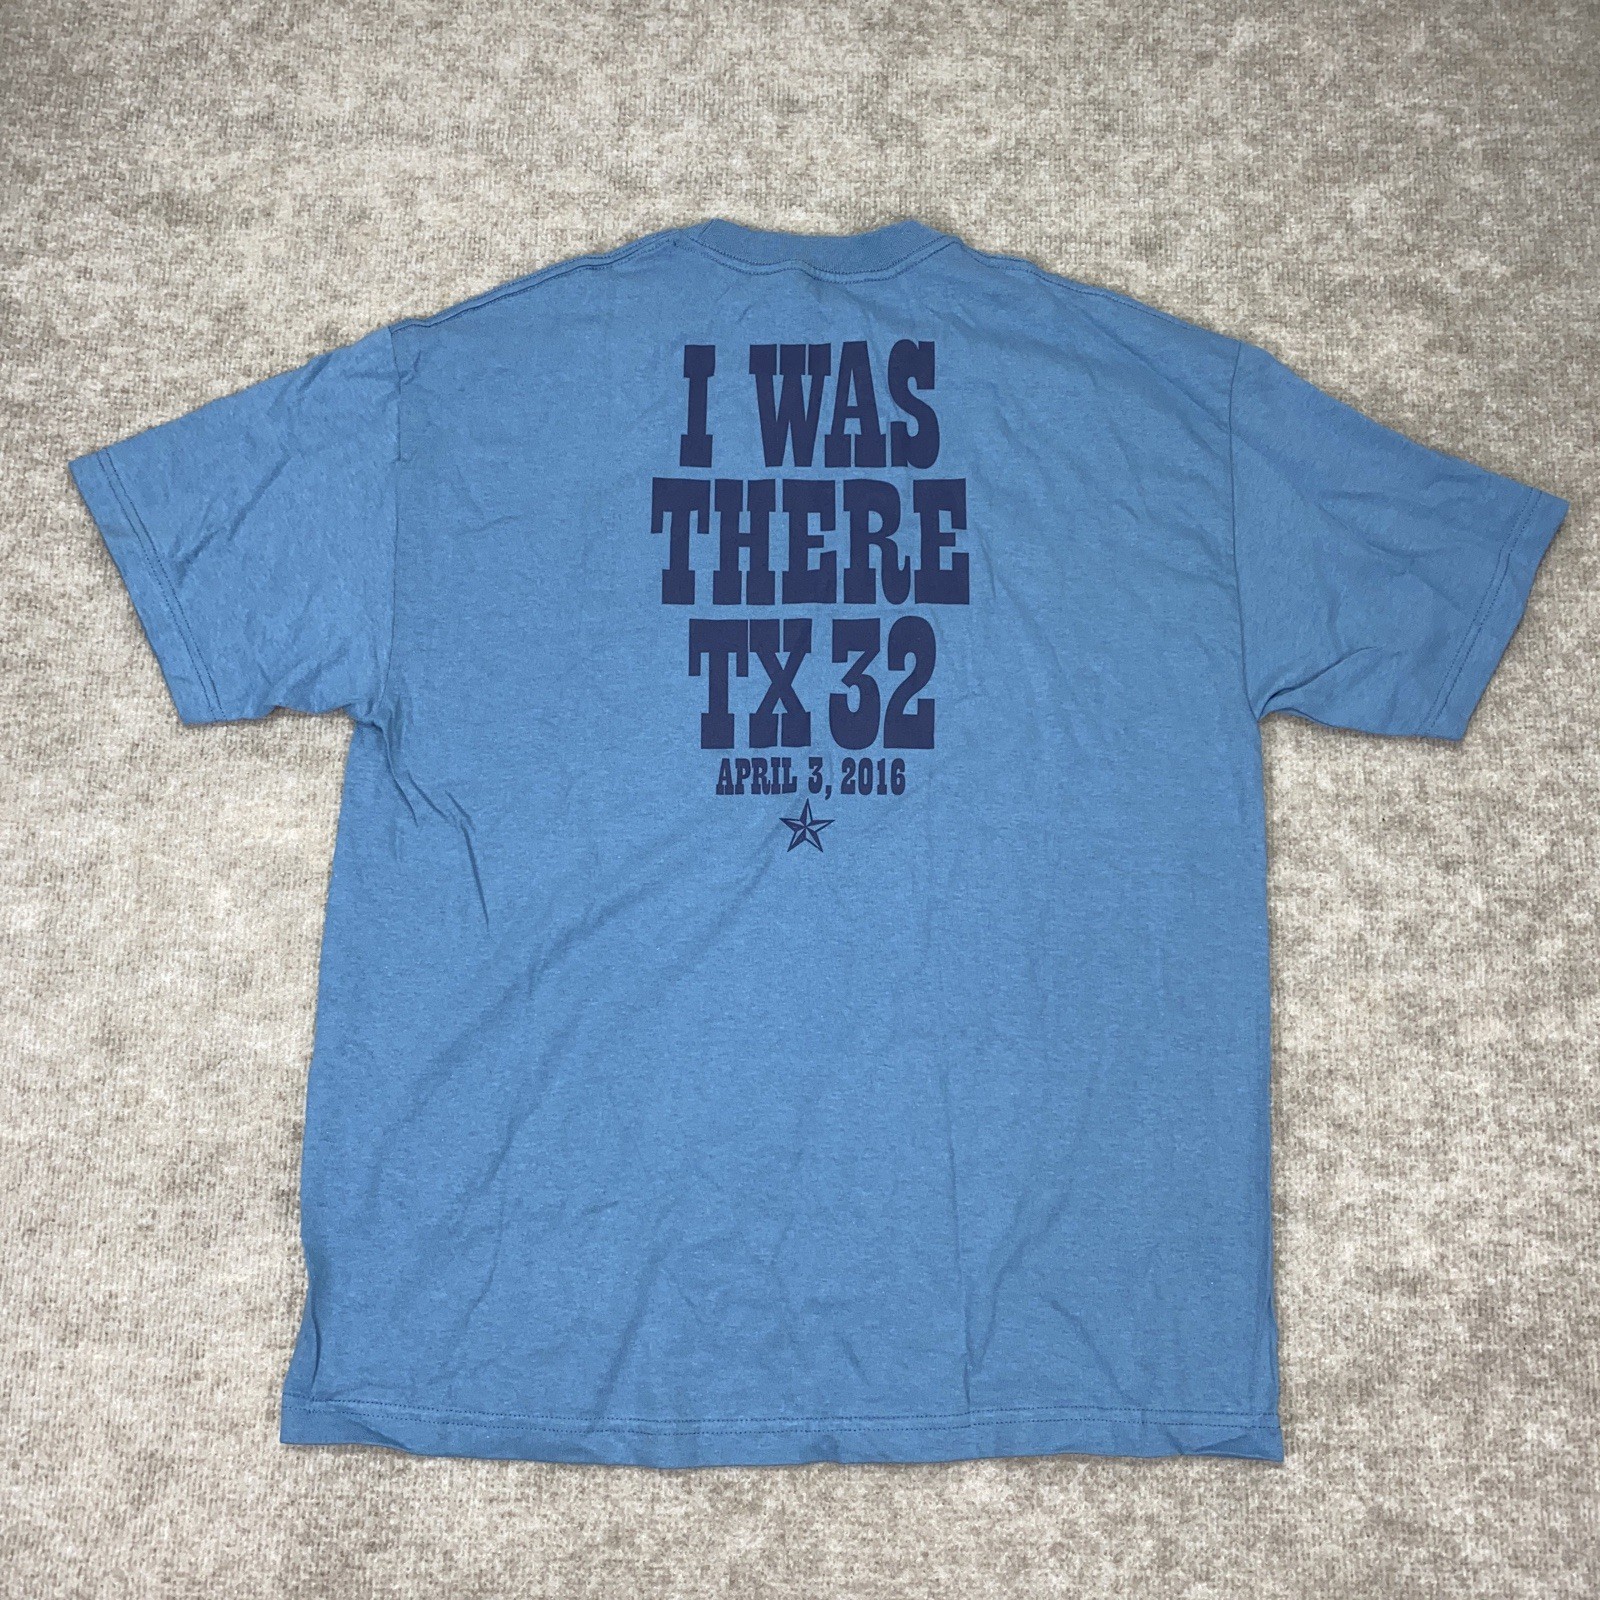 I WAS
THERE
TX 32
APRIL 3, 2016